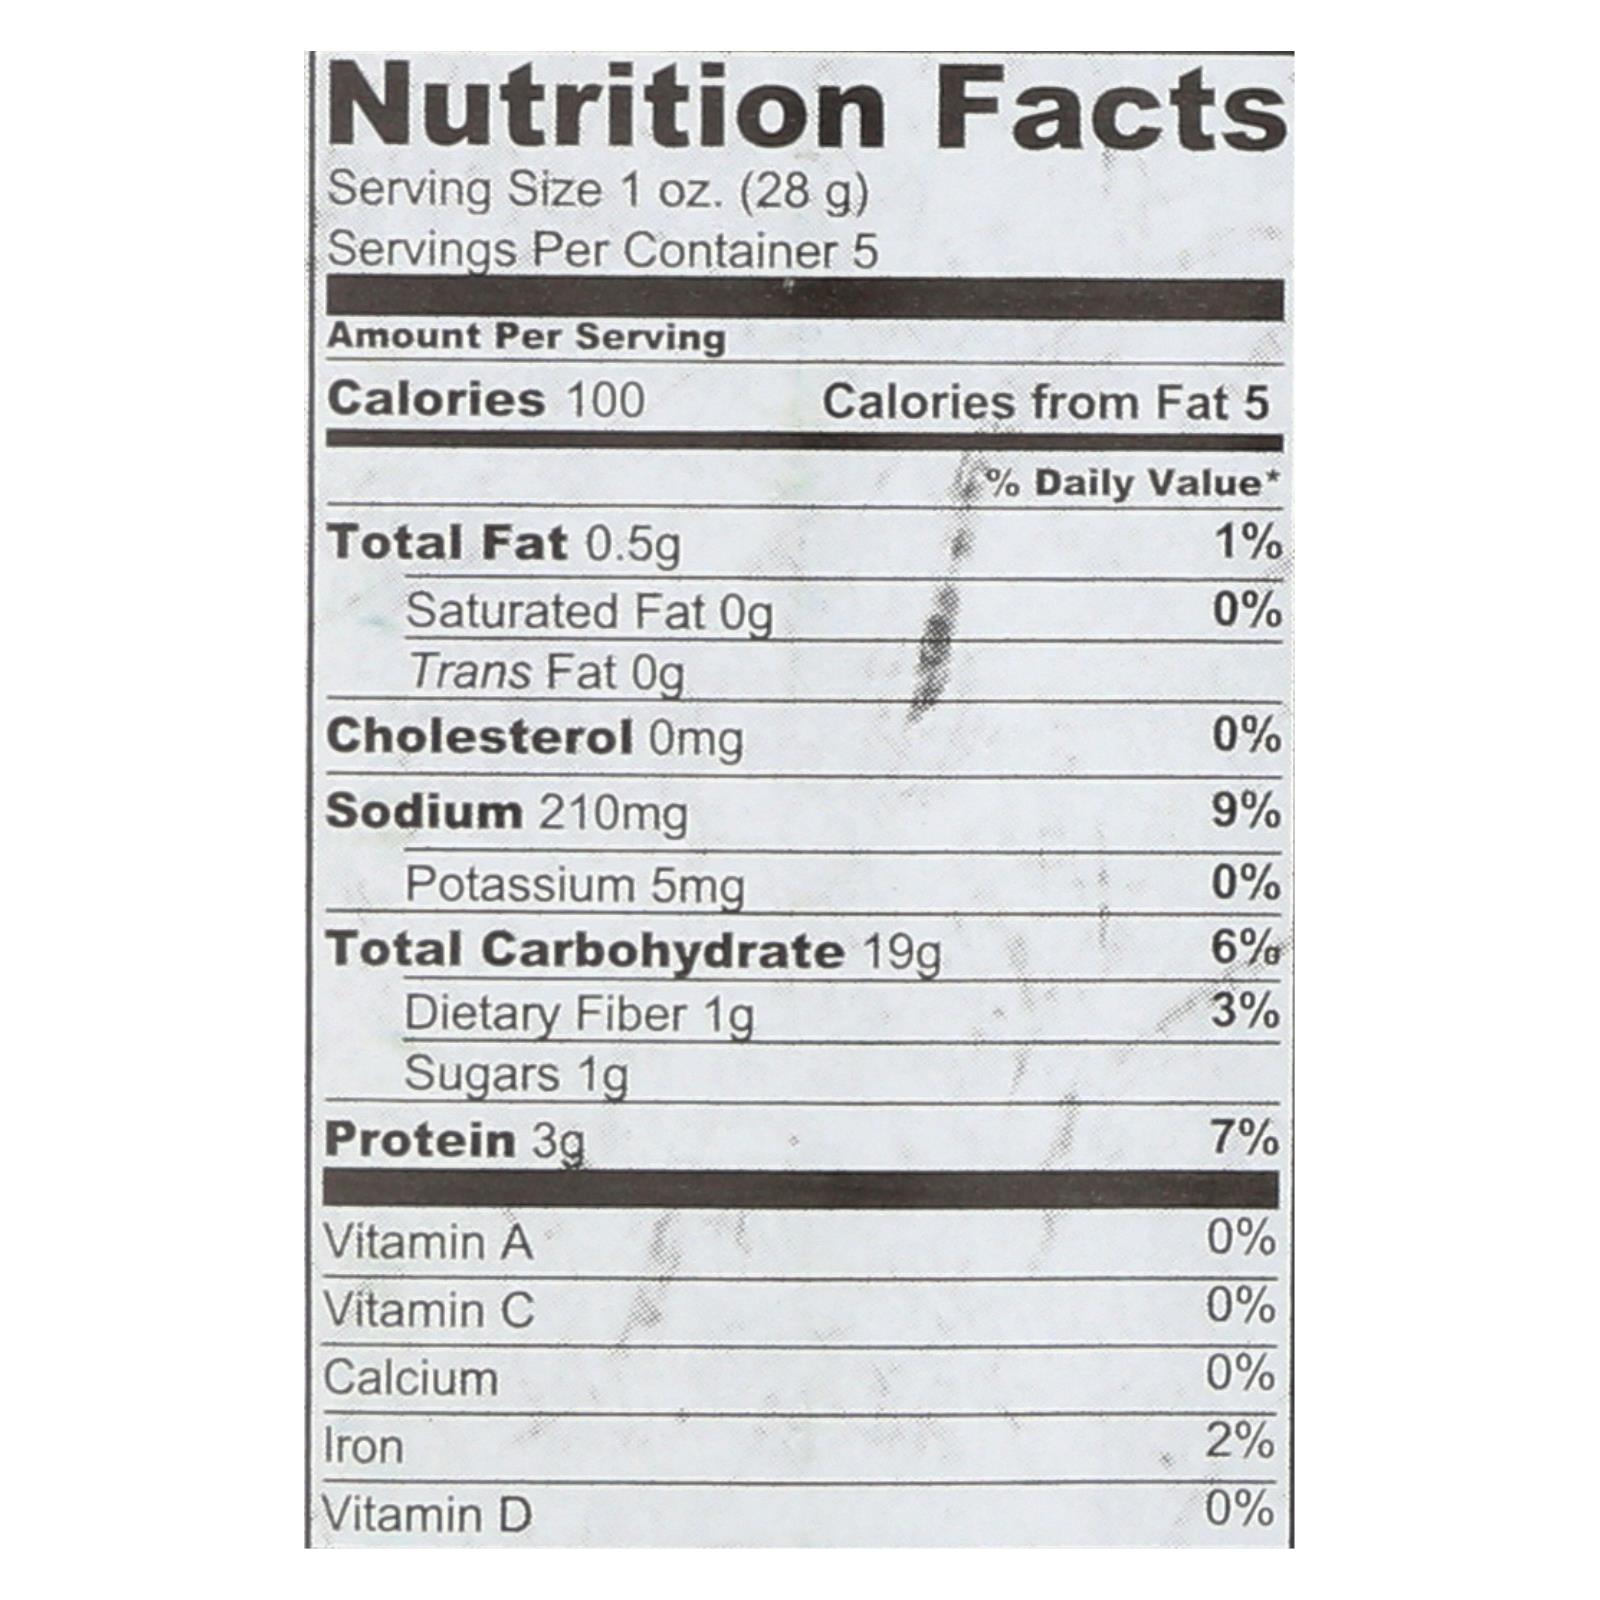 Nutrition Facts
Serving Size 1 oz. (28 g)
Servings Per Container 5
Amount Per Serving
Calories 100 Calories from Fat 5
% Daily Value*
Total Fat 0.5g 1%
Saturated Fat 0g 0%
Trans Fat 0g
Cholesterol 0mg 0%
Sodium 210mg 9%
Potassium 5mg 0%
Total Carbohydrate 19g 6%
Dietary Fiber 1g 3%
Sugars 1g
Protein 3g 7%
Vitamin A 0%
Vitamin C 0%
Calcium 0%
Iron 2%
Vitamin D 0%